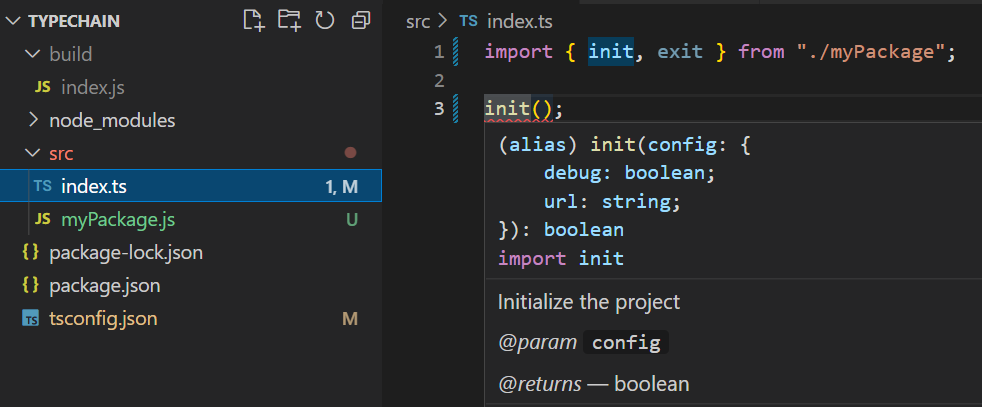 TYPECHAIN
build
JS index.js
node_modules
src
TS index.ts 1, M
JS myPackage.js U
{} package-lock.json
{} package.json
TS tsconfig.json M
src > TS index.ts
1 import { init, exit } from "./myPackage";
2
3 init();
(alias) init(config: {
    debug: boolean;
    url: string;
}): boolean
import init
Initialize the project
@param config
@returns — boolean